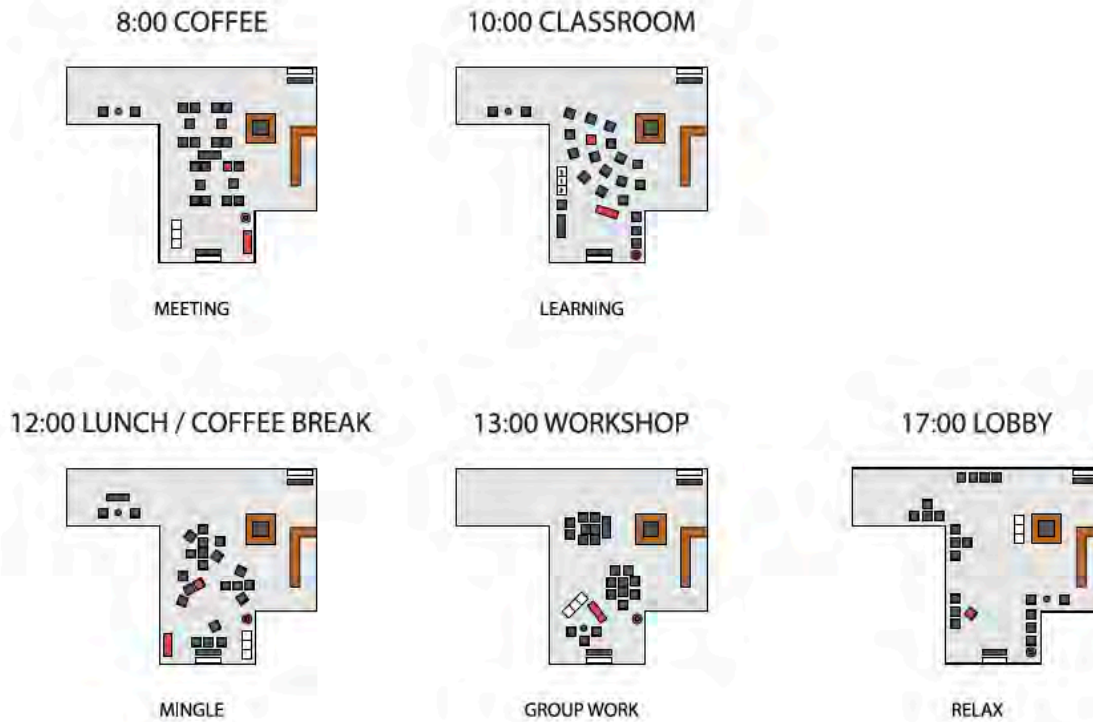 8:00 COFFEE
10:00 CLASSROOM
MEETING
LEARNING
12:00 LUNCH / COFFEE BREAK
13:00 WORKSHOP
17:00 LOBBY
MINGLE
GROUP WORK
RELAX